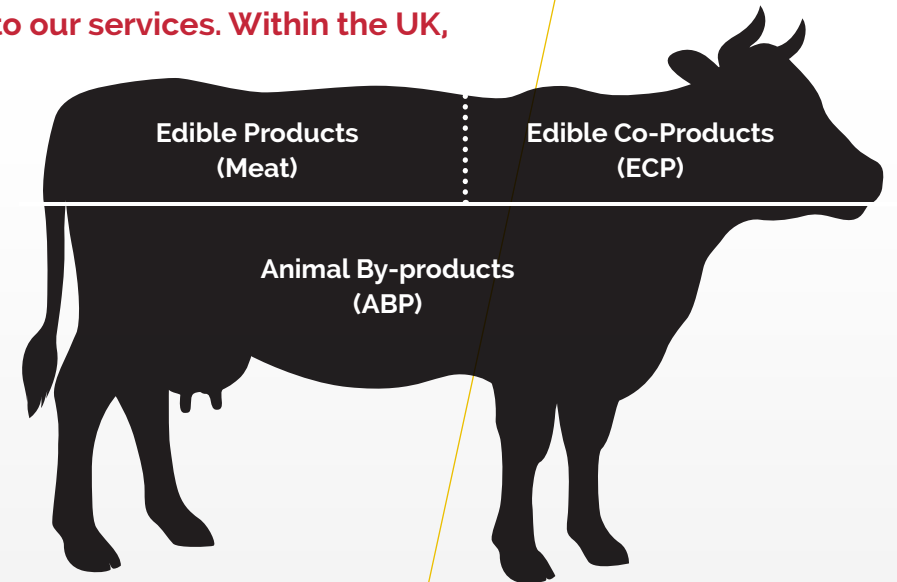 to our services. Within the UK,
Edible Products
(Meat)
Edible Co-Products
(ECP)
Animal By-products
(ABP)